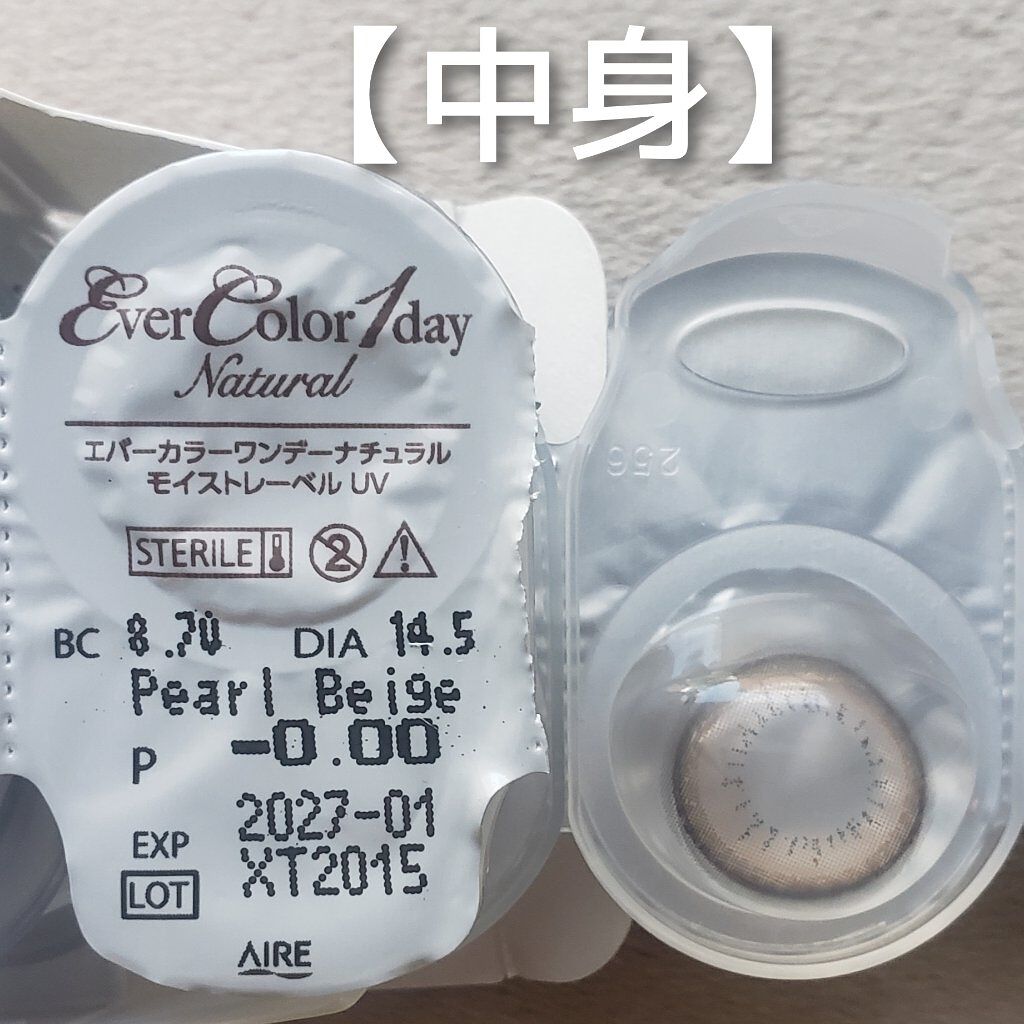 【中身】
EverColor1day
Natural
エバーカラーワンデーナチュラル
モイストレーベル UV
STERILE 2
BC 8.70 DIA 14.5
Pearl Beige
P -0.00
EXP 2027-01
LOT XT2015
AIRE
256